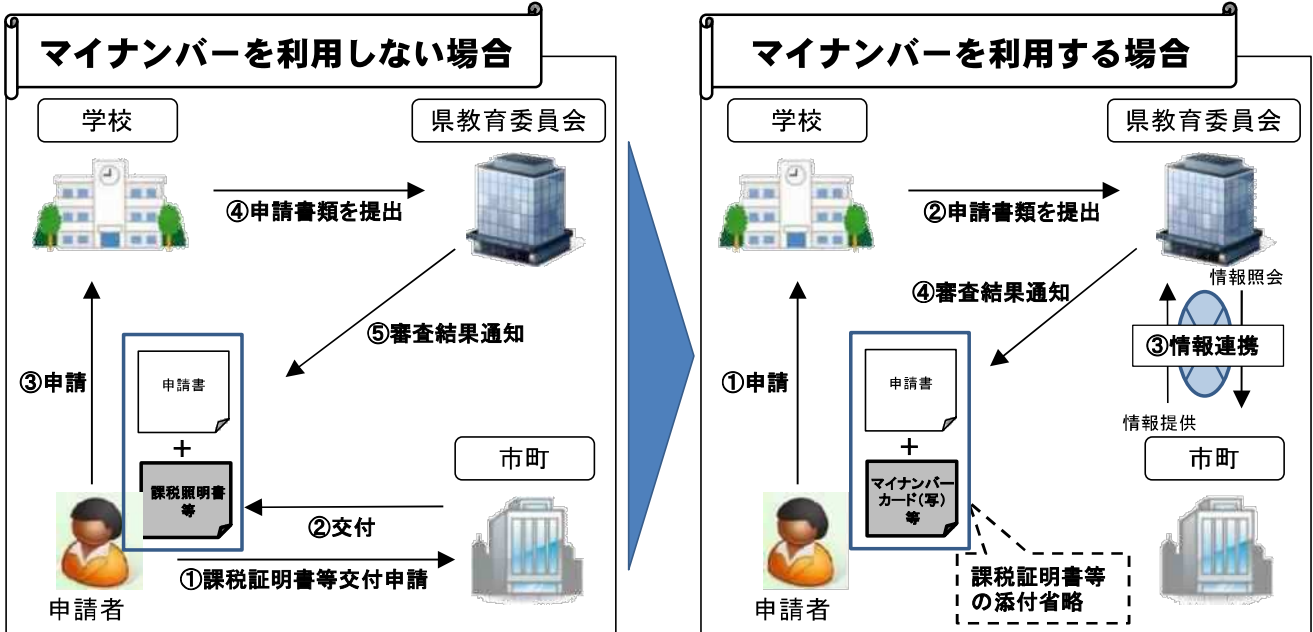 マイナンバーを利用しない場合
学校
県教育委員会
④申請書類を提出
⑤審査結果通知
③申請
申請書
+
課税照明書
等
市町
②交付
①課税証明書等交付申請
申請者
マイナンバーを利用する場合
学校
県教育委員会
②申請書類を提出
情報照会
④審査結果通知
③情報連携
①申請
申請書
情報提供
+
市町
マイナンバー
カード(写)
等
課税証明書等
の添付省略
申請者